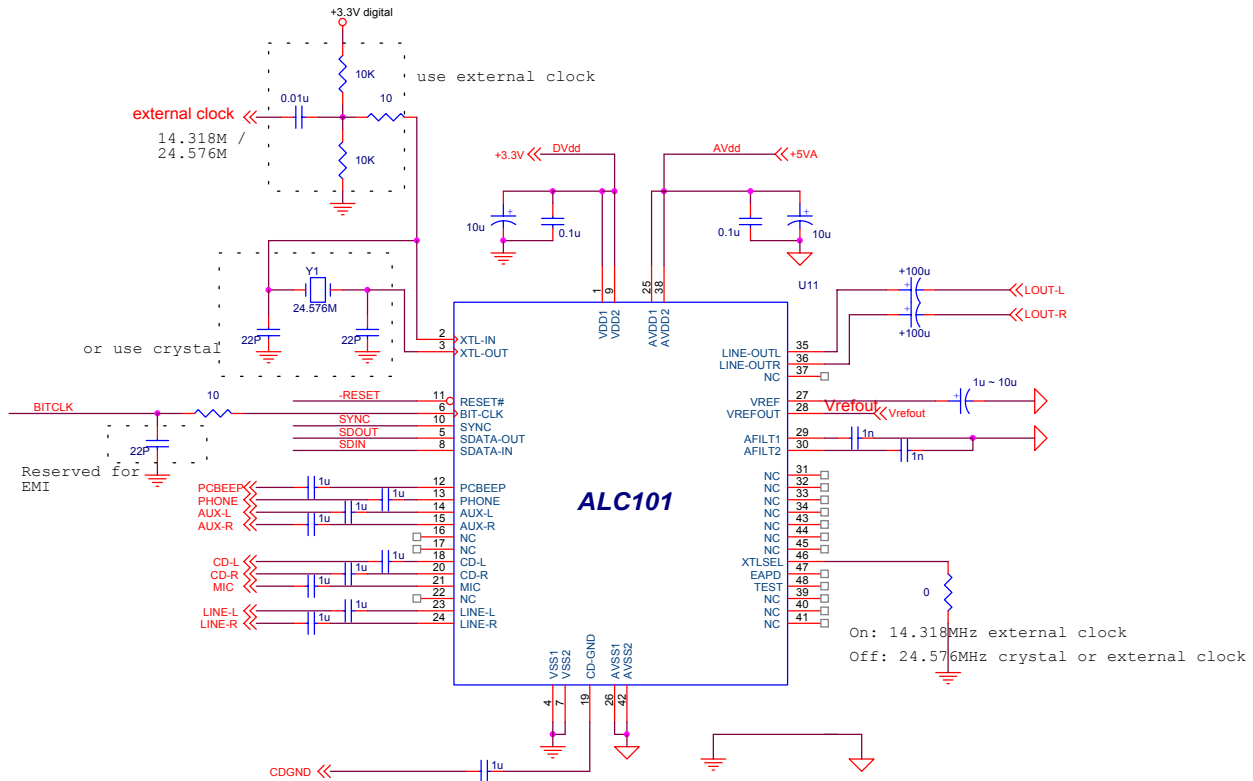 +3.3V digital
10K
use external clock
0.01u
10
external clock
14.318M /
24.576M
10K
+3.3V
DVdd
AVdd
+5VA
10u
0.1u
0.1u
10u
Y1
24.576M
22P
22P
or use crystal
1
9
25
38
U11
VDD1
VDD2
AVDD1
AVDD2
+100u
+
LOUT-L
+
LOUT-R
+100u
2
XTL-IN
3
XTL-OUT
35
LINE-OUTL
36
LINE-OUTR
37
NC
BITCLK
10
22P
Reserved for
EMI
-RESET
11
RESET#
6
BIT-CLK
SYNC
10
SYNC
SDOUT
5
SDATA-OUT
SDIN
8
SDATA-IN
27
VREF
1u ~ 10u
+
28
VREFOUT
Vrefout
Vrefout
29
AFILT1
1n
30
AFILT2
1n
PCBEEP
1u
12
PCBEEP
PHONE
1u
13
PHONE
AUX-L
1u
14
AUX-L
AUX-R
1u
15
AUX-R
16
NC
17
NC
CD-L
1u
18
CD-L
CD-R
1u
20
CD-R
MIC
1u
21
MIC
22
NC
LINE-L
1u
23
LINE-L
LINE-R
1u
24
LINE-R
ALC101
31
NC
32
NC
33
NC
34
NC
43
NC
44
NC
45
NC
46
XTLSEL
47
EAPD
48
TEST
39
NC
40
NC
41
NC
0
On: 14.318MHz external clock
Off: 24.576MHz crystal or external clock
VSS1
VSS2
CD-GND
AVSS1
AVSS2
4
7
19
26
42
CDGND
1u